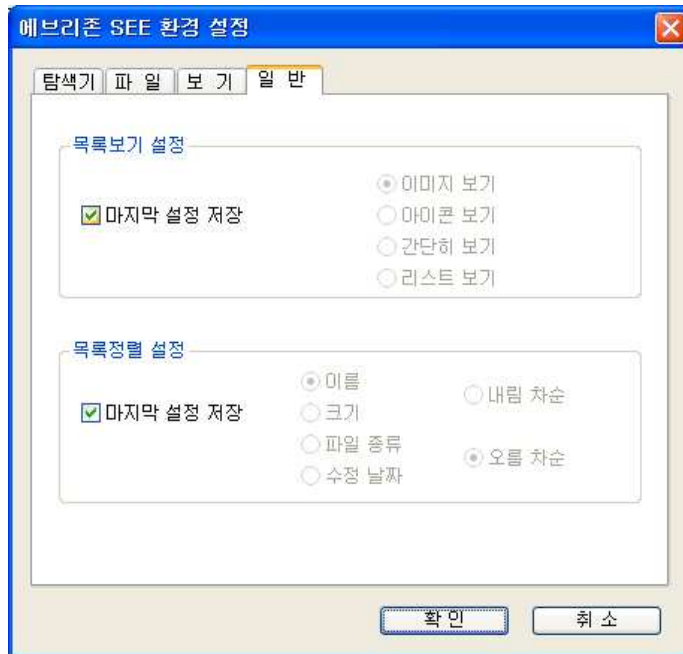 에브리존 SEE 환경 설정
탐색기 파 일 보 기 일 반
목록보기 설정
마지막 설정 저장
이미지 보기
아이콘 보기
간단히 보기
리스트 보기
목록정렬 설정
마지막 설정 저장
이름
크기
파일 종류
수정 날짜
내림 차순
오름 차순
확 인
취 소